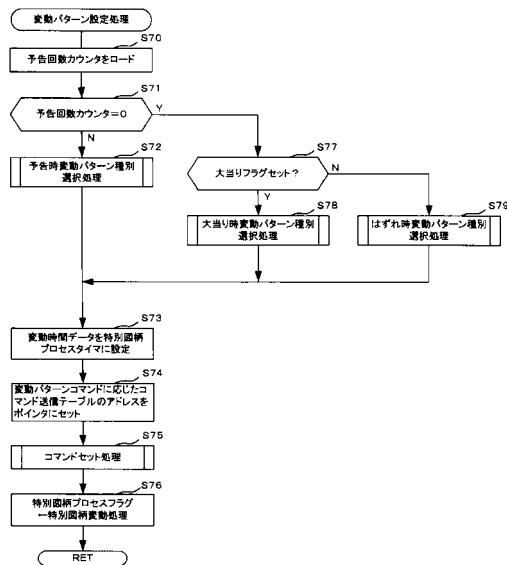 変動パターン設定処理
S70
予告回数カウンタをロード
S71
予告回数カウンタ=0
Y
N
S72
予告時変動パターン種別
選択処理
S77
大当りフラグセット?
N
Y
S78
大当り時変動パターン種別
選択処理
S79
はずれ時変動パターン種別
選択処理
S73
変動時間データを特別図柄
プロセスタイマに設定
S74
変動パターンコマンドに応じたコ
マンド送信テーブルのアドレスを
ポインタにセット
S75
コマンドセット処理
S76
特別図柄プロセスフラグ
←特別図柄変動処理
RET